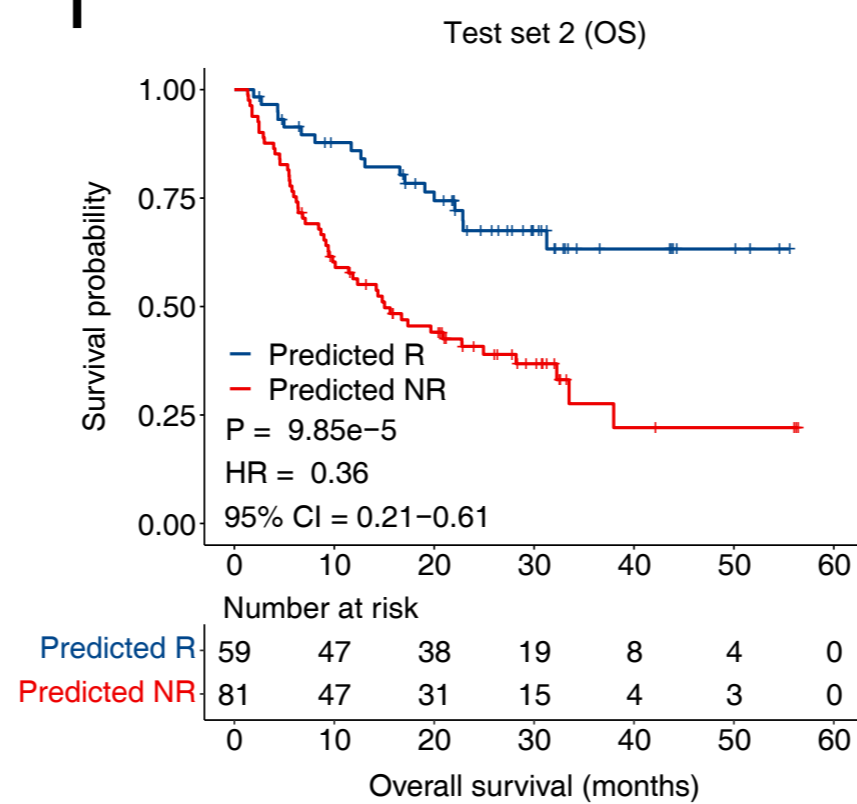 Test set 2 (OS)
Survival probability
1.00
0.75
0.50
0.25
0.00
Predicted R
Predicted NR
P = 9.85e−5
HR = 0.36
95% CI = 0.21−0.61
0 10 20 30 40 50 60
Number at risk
Predicted R 59 47 38 19 8 4 0
Predicted NR 81 47 31 15 4 3 0
0 10 20 30 40 50 60
Overall survival (months)